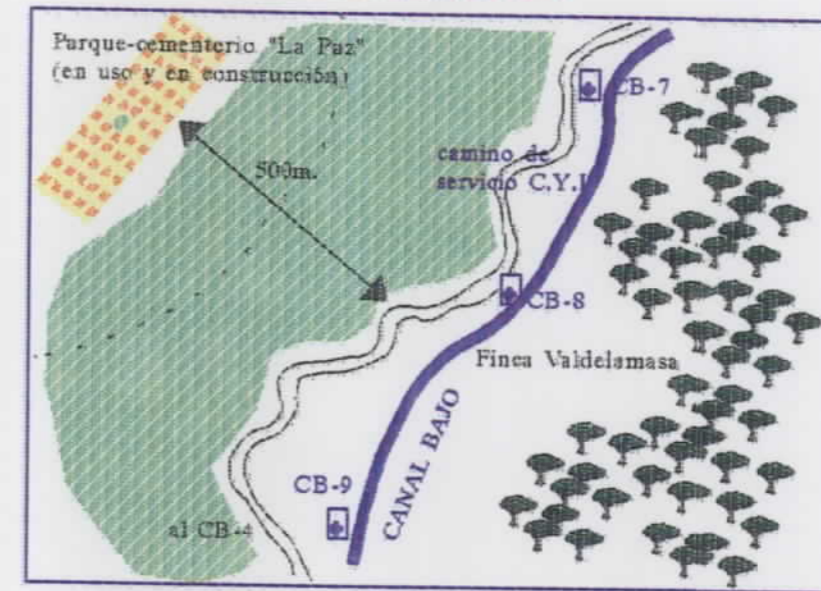 Parque-cementerio "La Paz"
(en uso y en construcción)
CB-7
camino de
servicio C.Y.I
500m.
CB-8
Finca Valdelamasa
CANAL BAJO
CB-9
al CB-4